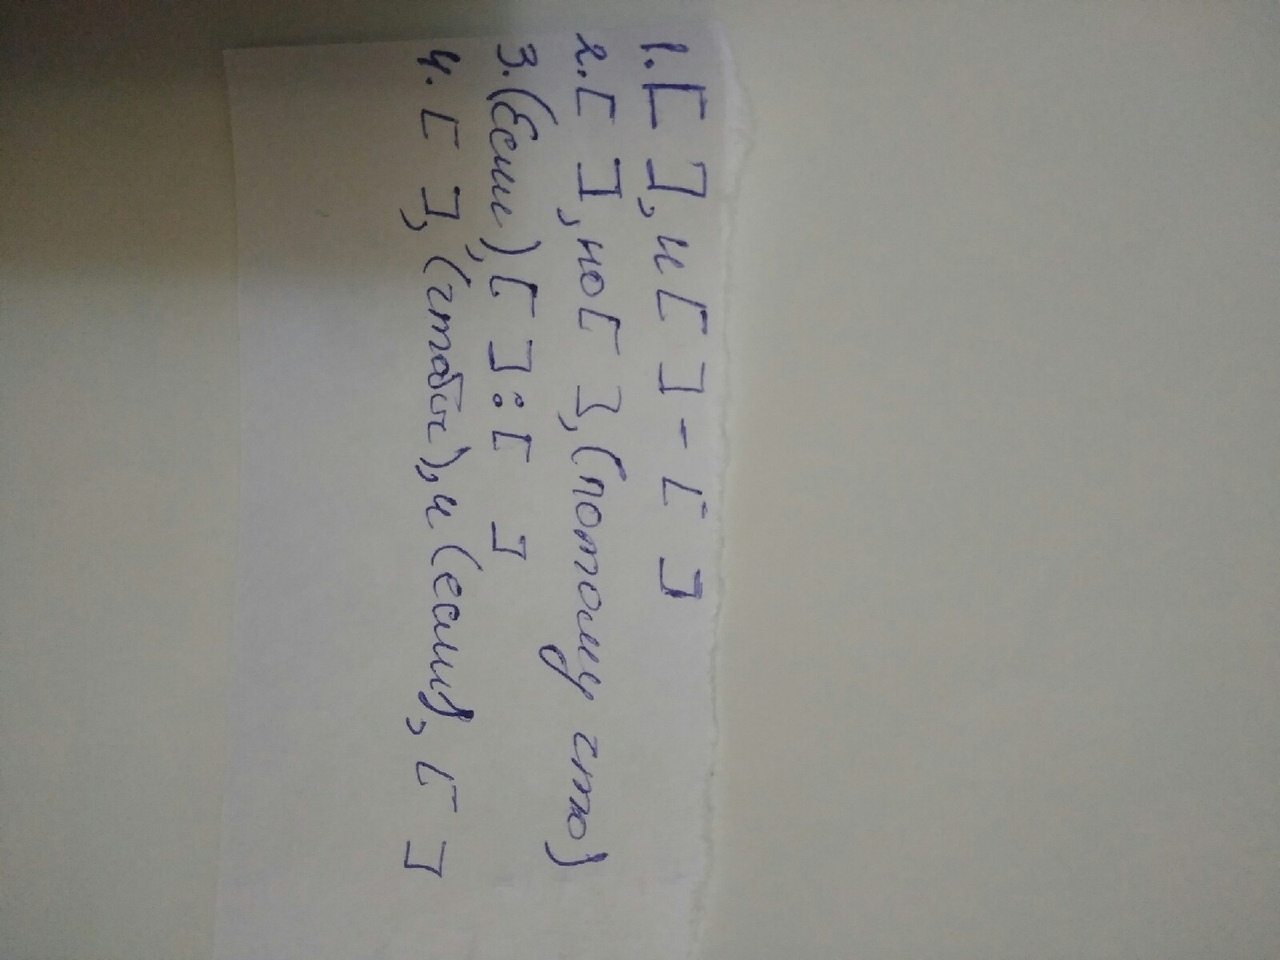 1. [ ], и [ ] - [ ]
2. [ ], но [ ], (потому что)
3. (Если), [ ] : [ ]
4. [ ], (чтобы), и (если), [ ]